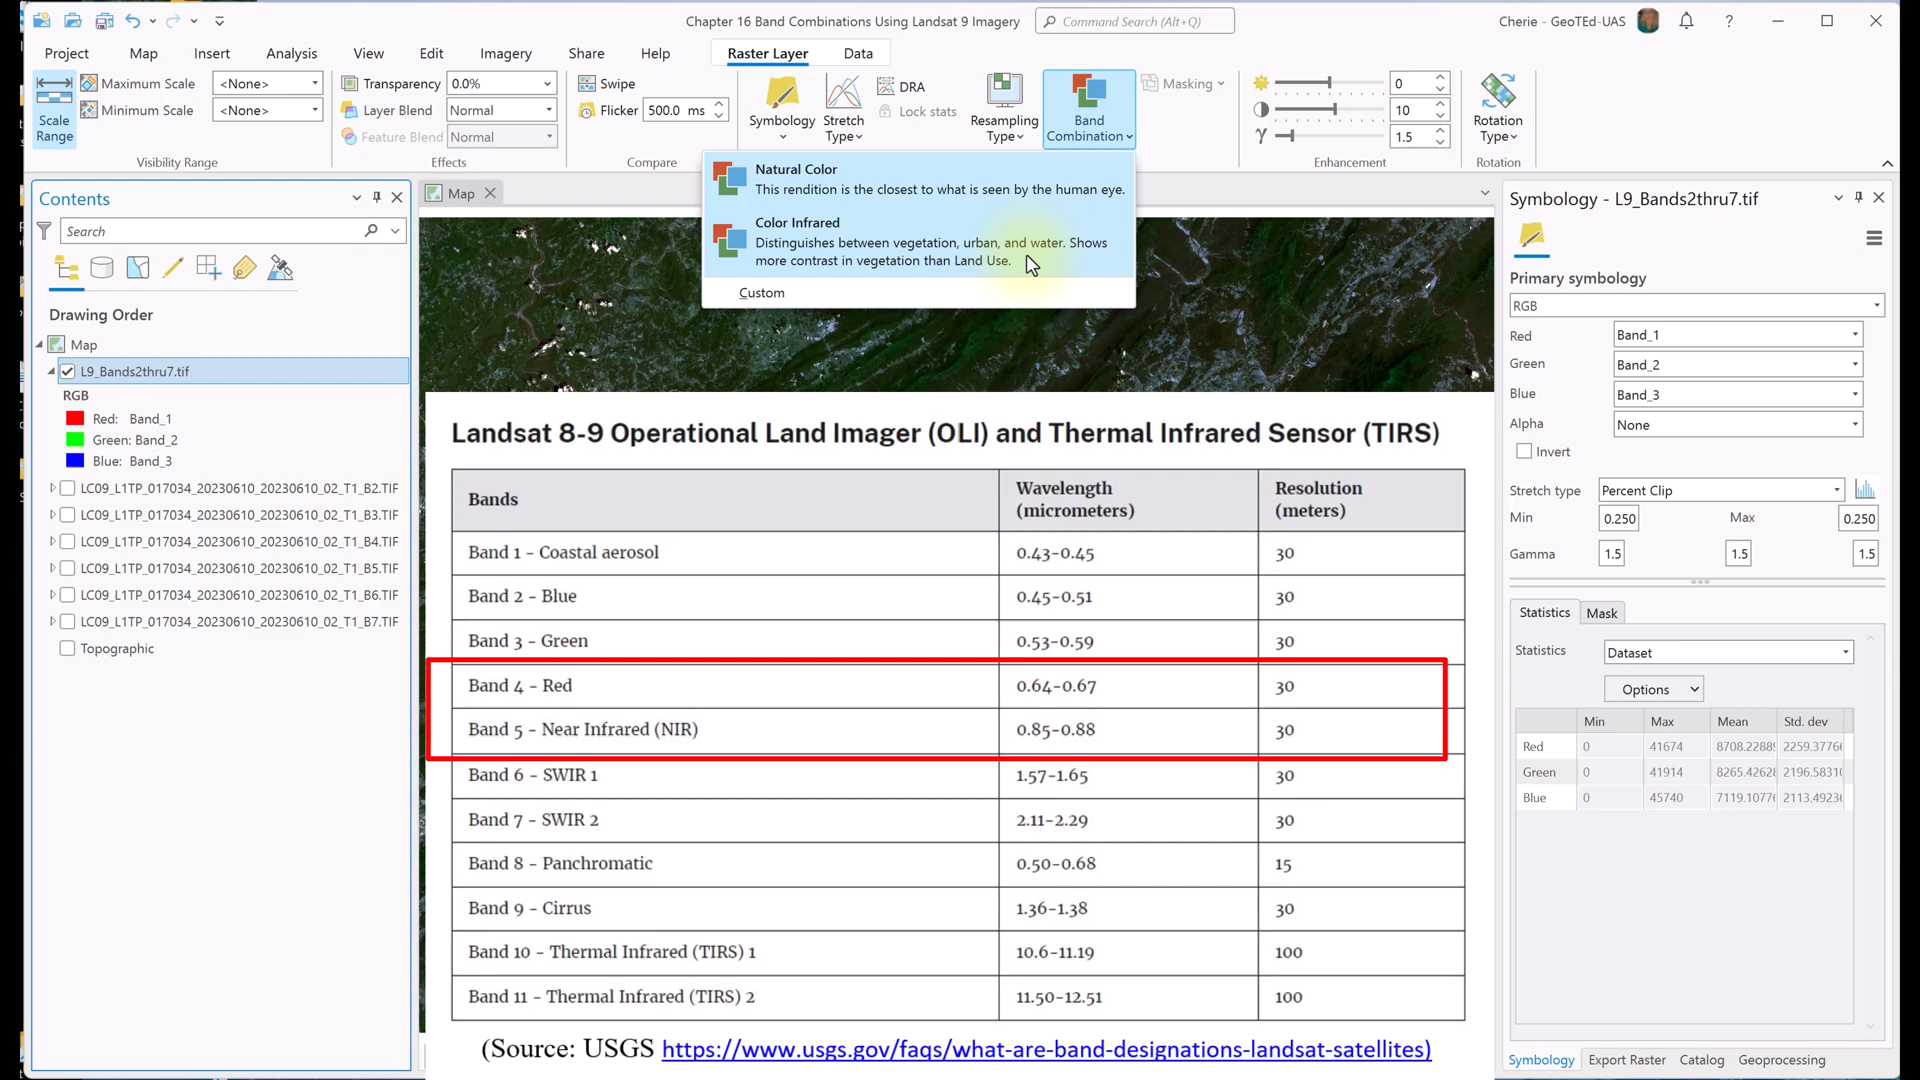 Chapter 16 Band Combinations Using Landsat 9 Imagery
Command Search (Alt+Q)
Cherie - GeoTEd-UAS
?
Project Map Insert Analysis View Edit Imagery Share Help Raster Layer Data
Scale Range
Maximum Scale <None>
Minimum Scale <None>
Visibility Range
Transparency 0.0%
Layer Blend Normal
Feature Blend Normal
Effects
Swipe
Flicker 500.0 ms
Compare
Symbology
Stretch Type
DRA
Lock stats
Resampling Type
Band Combination
Masking
0
10
γ 1.5
Enhancement
Rotation Type
Rotation
Natural Color
This rendition is the closest to what is seen by the human eye.
Color Infrared
Distinguishes between vegetation, urban, and water. Shows
more contrast in vegetation than Land Use.
Custom
Contents
Search
Drawing Order
Map
L9_Bands2thru7.tif
RGB
Red: Band_1
Green: Band_2
Blue: Band_3
LC09_L1TP_017034_20230610_20230610_02_T1_B2.TIF
LC09_L1TP_017034_20230610_20230610_02_T1_B3.TIF
LC09_L1TP_017034_20230610_20230610_02_T1_B4.TIF
LC09_L1TP_017034_20230610_20230610_02_T1_B5.TIF
LC09_L1TP_017034_20230610_20230610_02_T1_B6.TIF
LC09_L1TP_017034_20230610_20230610_02_T1_B7.TIF
Topographic
Map
Landsat 8-9 Operational Land Imager (OLI) and Thermal Infrared Sensor (TIRS)
Bands Wavelength (micrometers) Resolution (meters)
Band 1 - Coastal aerosol 0.43-0.45 30
Band 2 - Blue 0.45-0.51 30
Band 3 - Green 0.53-0.59 30
Band 4 - Red 0.64-0.67 30
Band 5 - Near Infrared (NIR) 0.85-0.88 30
Band 6 - SWIR 1 1.57-1.65 30
Band 7 - SWIR 2 2.11-2.29 30
Band 8 - Panchromatic 0.50-0.68 15
Band 9 - Cirrus 1.36-1.38 30
Band 10 - Thermal Infrared (TIRS) 1 10.6-11.19 100
Band 11 - Thermal Infrared (TIRS) 2 11.50-12.51 100
(Source: USGS https://www.usgs.gov/faqs/what-are-band-designations-landsat-satellites)
Symbology - L9_Bands2thru7.tif
Primary symbology
RGB
Red Band_1
Green Band_2
Blue Band_3
Alpha None
Invert
Stretch type Percent Clip
Min 0.250 Max 0.250
Gamma 1.5 1.5 1.5
Statistics Mask
Statistics Dataset
Options
Min Max Mean Std. dev
Red 0 41674 8708.2288 2259.3776
Green 0 41914 8265.4262 2196.5831
Blue 0 45740 7119.1077 2113.4923
Symbology Export Raster Catalog Geoprocessing